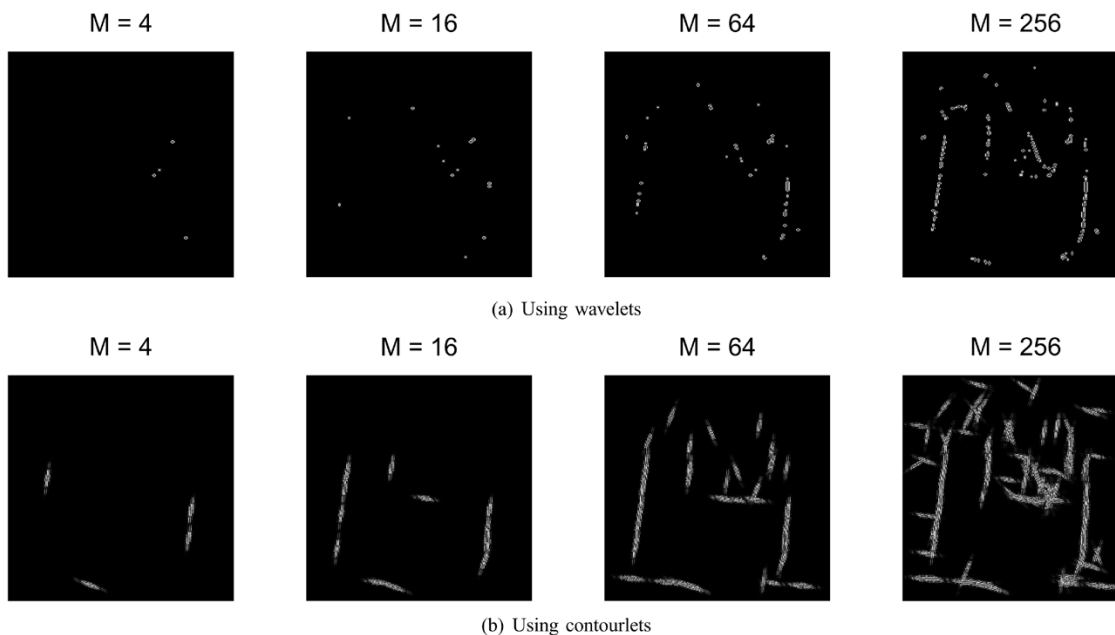 M = 4 M = 16 M = 64 M = 256
(a) Using wavelets
M = 4 M = 16 M = 64 M = 256
(b) Using contourlets